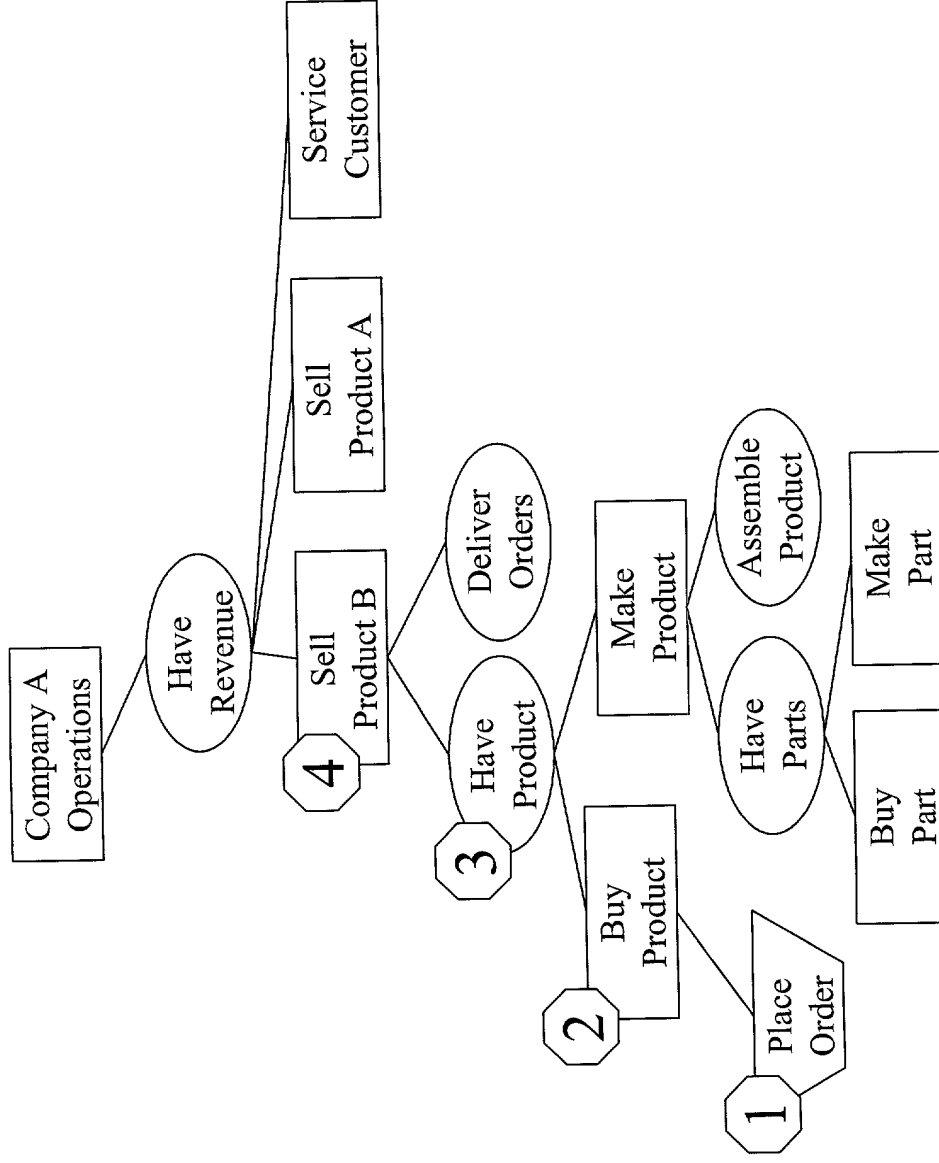 Company A
Operations
Have
Revenue
4
Sell
Product B
Sell
Product A
Service
Customer
3
Have
Product
Deliver
Orders
2
Buy
Product
Make
Product
1
Place
Order
Have
Parts
Assemble
Product
Buy
Part
Make
Part